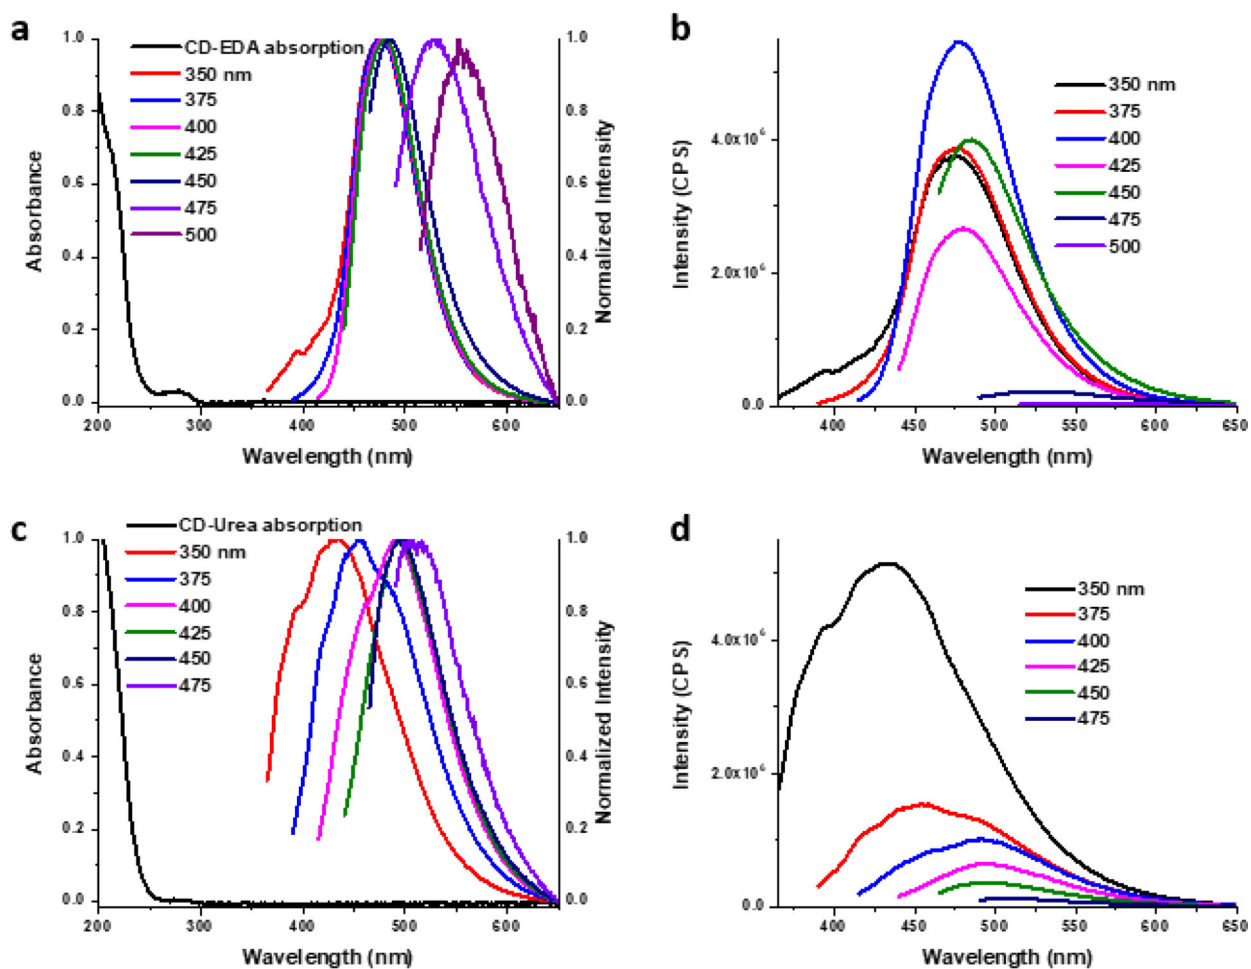 a
CD-EDA absorption
350 nm
375
400
425
450
475
500
1.0
0.8
0.6
0.4
0.2
0.0
Absorbance
1.0
0.8
0.6
0.4
0.2
0.0
Normalized Intensity
200 300 400 500 600
Wavelength (nm)
b
350 nm
375
400
425
450
475
500
4.0x10⁶
2.0x10⁶
0.0
Intensity (CPS)
400 450 500 550 600 650
Wavelength (nm)
c
CD-Urea absorption
350 nm
375
400
425
450
475
1.0
0.8
0.6
0.4
0.2
0.0
Absorbance
1.0
0.8
0.6
0.4
0.2
0.0
Normalized Intensity
200 300 400 500 600
Wavelength (nm)
d
350 nm
375
400
425
450
475
4.0x10⁶
2.0x10⁶
0.0
Intensity (CPS)
400 450 500 550 600 650
Wavelength (nm)